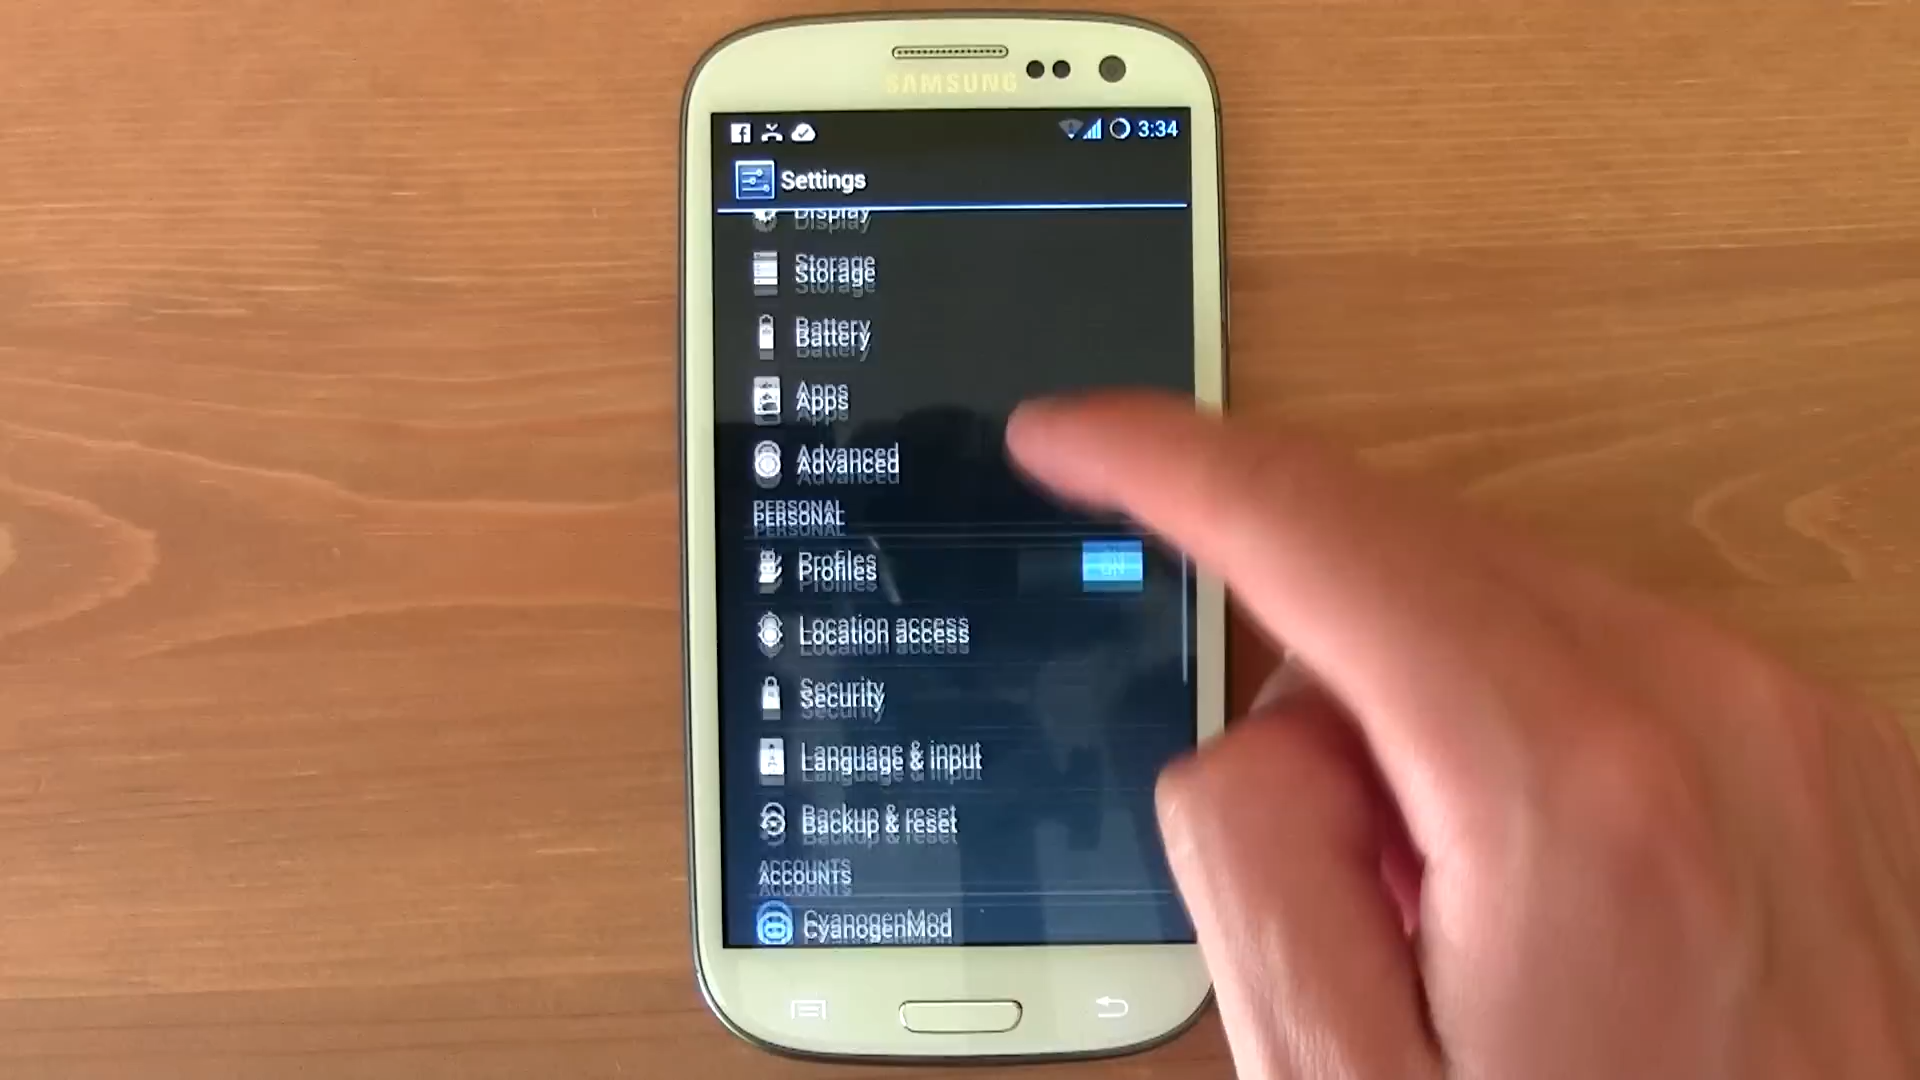 SAMSUNG
3:34
Settings
Display
Storage
Battery
Apps
Advanced
PERSONAL
Profiles
ON
Location access
Security
Language & input
Backup & reset
ACCOUNTS
CyanogenMod